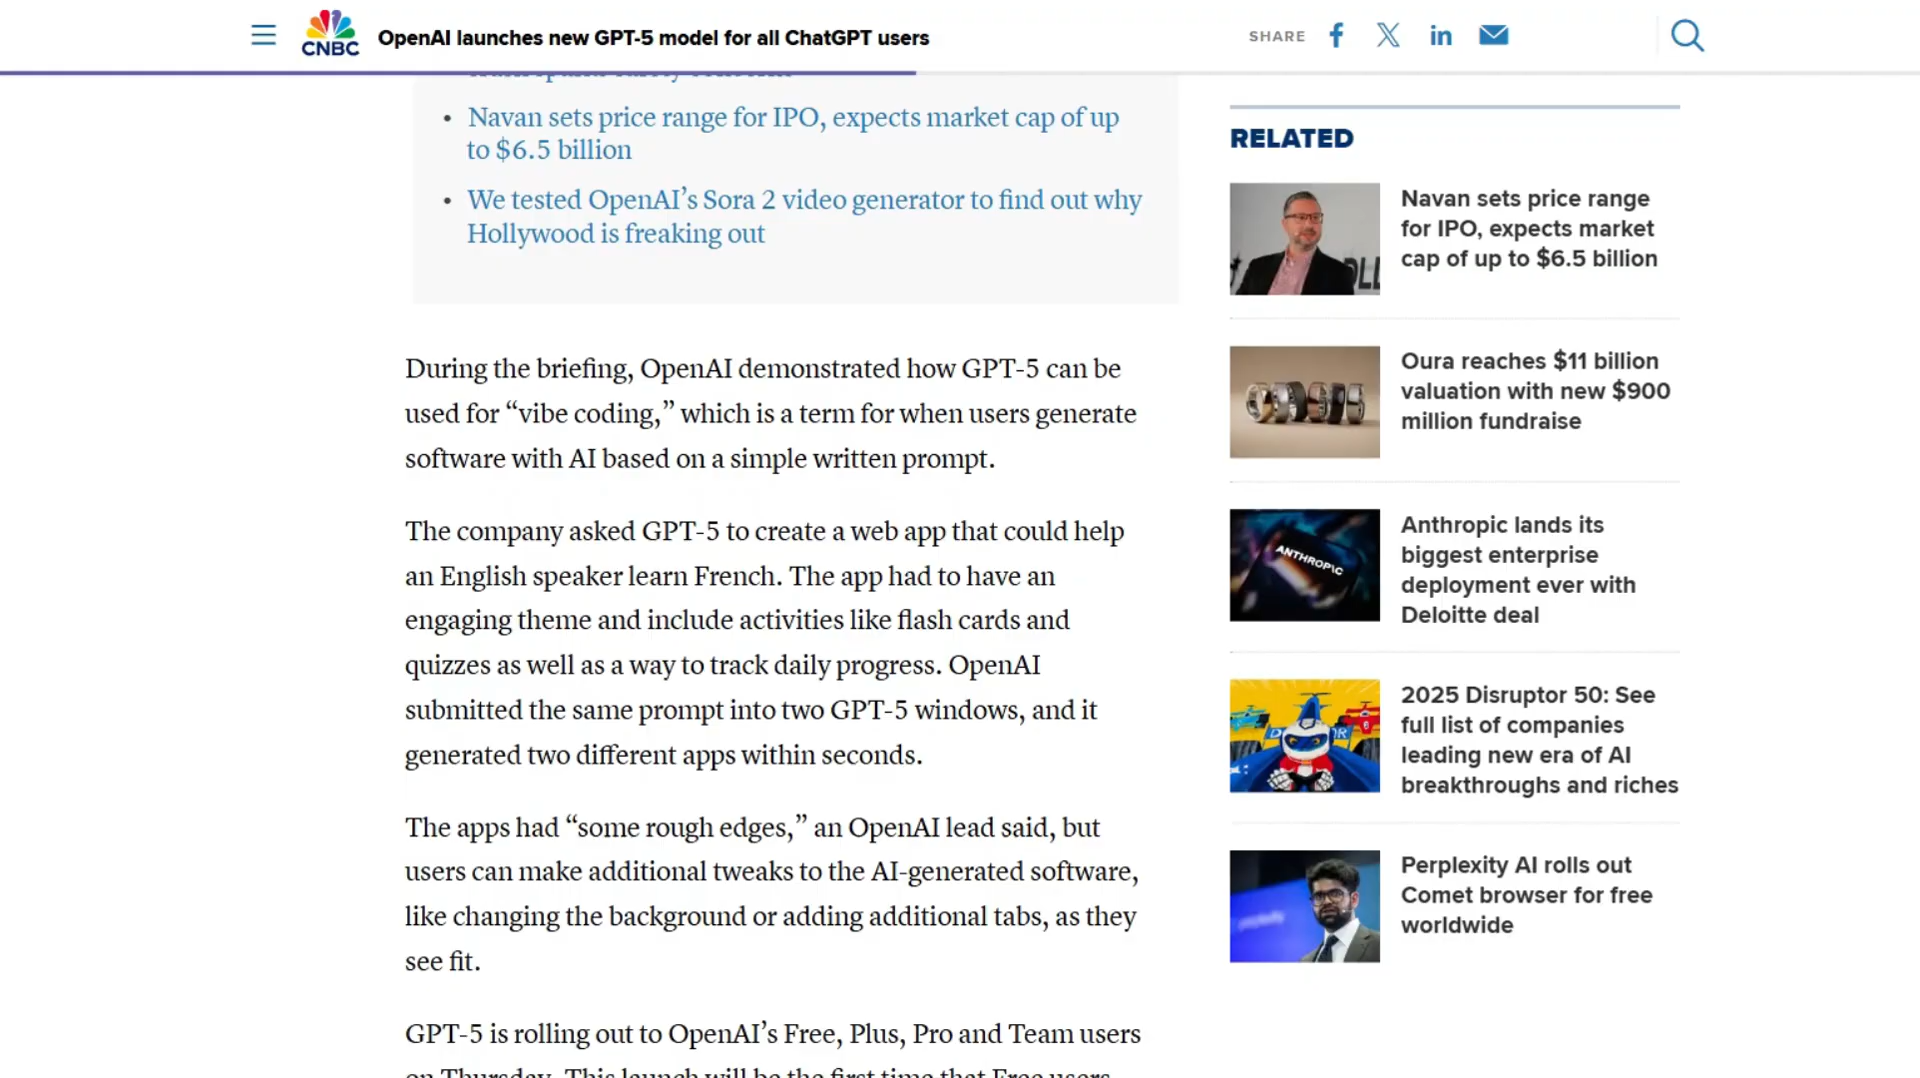 CNBC
OpenAI launches new GPT-5 model for all ChatGPT users
SHARE
Navan sets price range for IPO, expects market cap of up
to $6.5 billion
We tested OpenAI’s Sora 2 video generator to find out why
Hollywood is freaking out
During the briefing, OpenAI demonstrated how GPT-5 can be
used for “vibe coding,” which is a term for when users generate
software with AI based on a simple written prompt.
The company asked GPT-5 to create a web app that could help
an English speaker learn French. The app had to have an
engaging theme and include activities like flash cards and
quizzes as well as a way to track daily progress. OpenAI
submitted the same prompt into two GPT-5 windows, and it
generated two different apps within seconds.
The apps had “some rough edges,” an OpenAI lead said, but
users can make additional tweaks to the AI-generated software,
like changing the background or adding additional tabs, as they
see fit.
GPT-5 is rolling out to OpenAI’s Free, Plus, Pro and Team users
on Thursday. This launch will be the first time that Free users
RELATED
Navan sets price range
for IPO, expects market
cap of up to $6.5 billion
Oura reaches $11 billion
valuation with new $900
million fundraise
ANTHROPIC
Anthropic lands its
biggest enterprise
deployment ever with
Deloitte deal
2025 Disruptor 50: See
full list of companies
leading new era of AI
breakthroughs and riches
Perplexity AI rolls out
Comet browser for free
worldwide